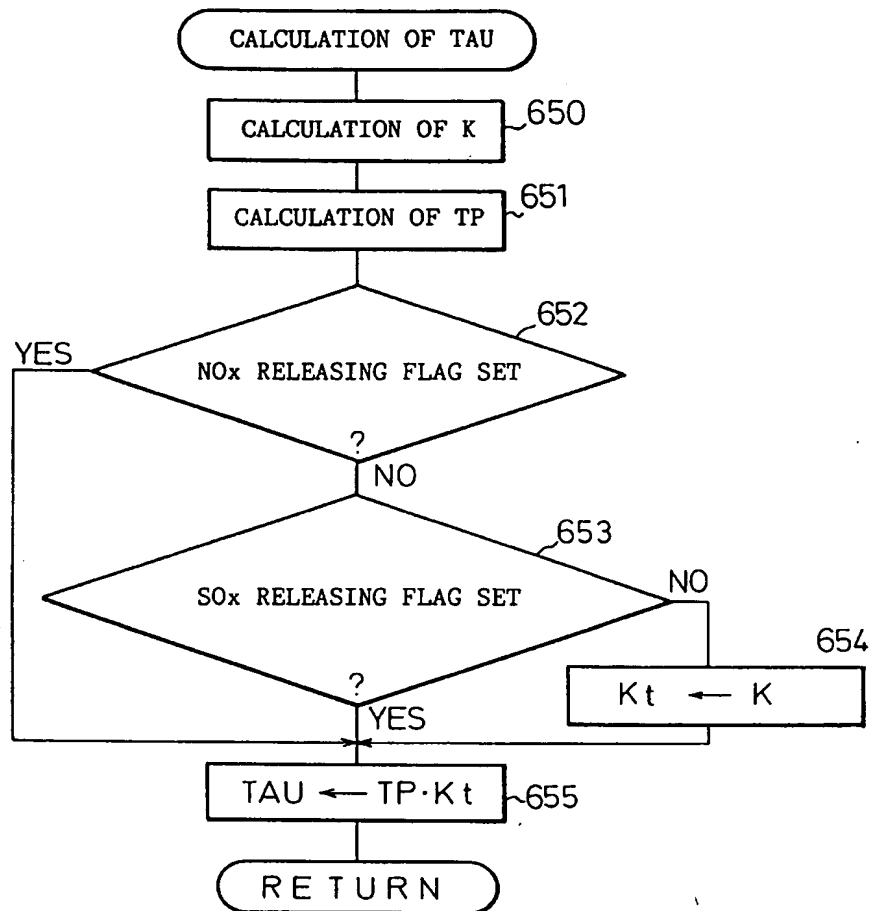 CALCULATION OF TAU
650
CALCULATION OF K
651
CALCULATION OF TP
652
YES
NOx RELEASING FLAG SET
?
NO
653
SOx RELEASING FLAG SET
NO
654
Kt ← K
?
YES
TAU ← TP·Kt
655
RETURN